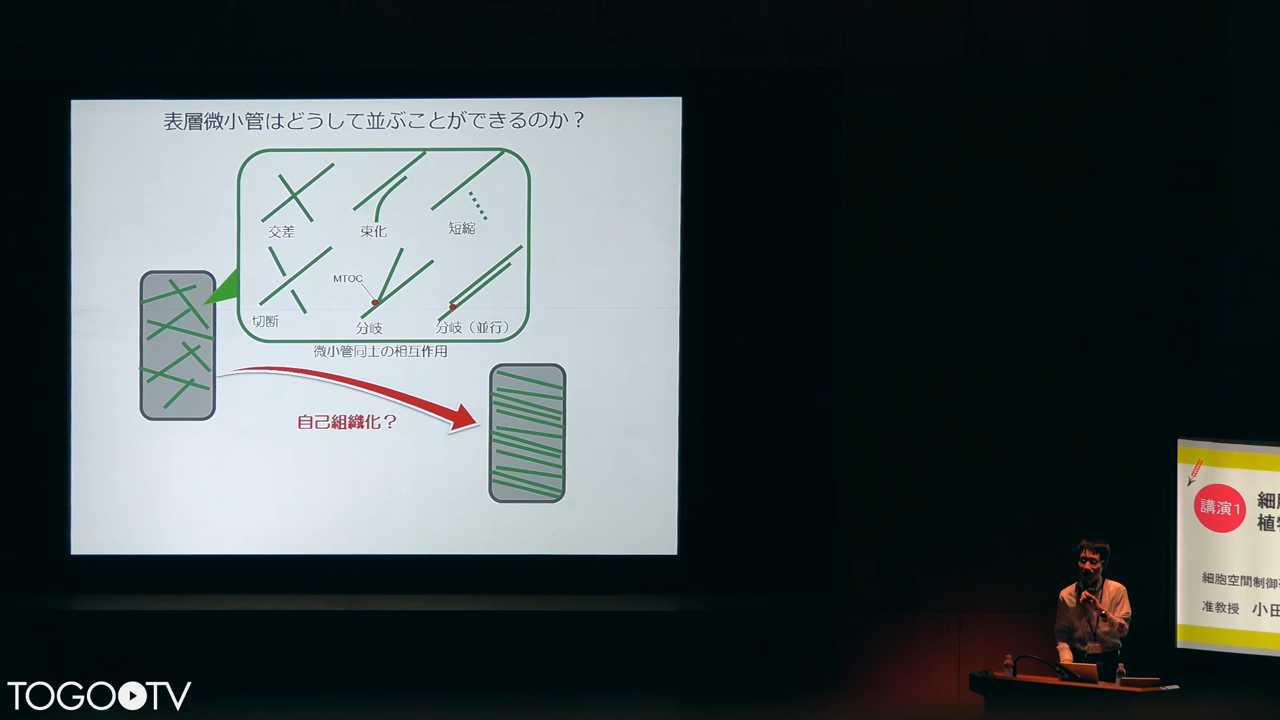 表層微小管はどうして並ぶことができるのか？
交差
束化
短縮
MTOC
切断
分岐
分岐（並行）
微小管同士の相互作用
自己組織化？
講演1
細胞
植物
細胞空間制御
准教授 小田
TOGO TV